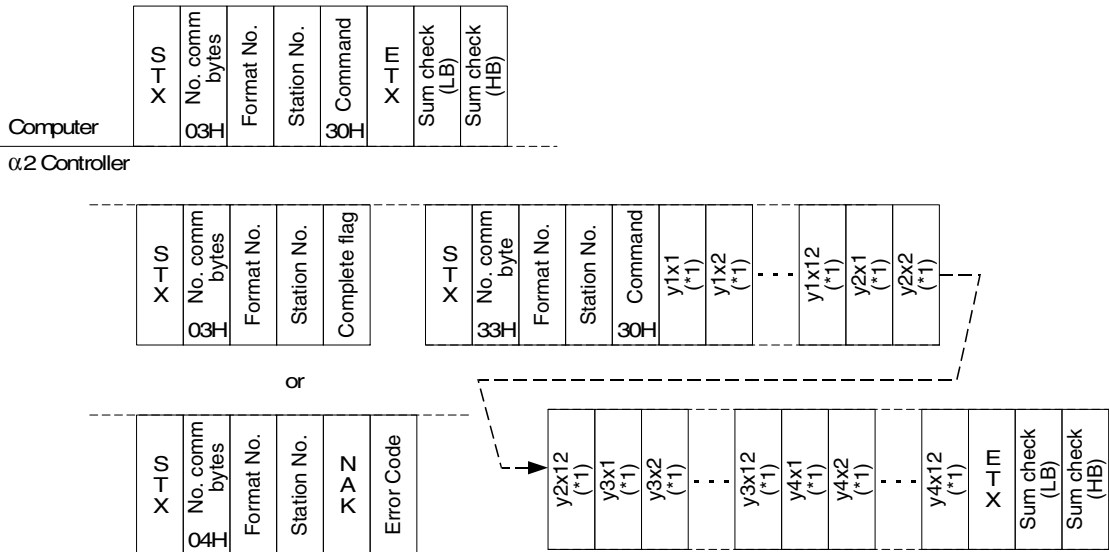 STX
No. comm bytes
03H
Format No.
Station No.
Command
30H
ETX
Sum check (LB)
Sum check (HB)
Computer
α2 Controller
STX
No. comm bytes
03H
Format No.
Station No.
Complete flag
STX
No. comm byte
33H
Format No.
Station No.
Command
30H
y1x1 (*1)
y1x2 (*1)
y1x12 (*1)
y2x1 (*1)
y2x2 (*1)
or
STX
No. comm bytes
04H
Format No.
Station No.
NAK
Error Code
y2x12 (*1)
y3x1 (*1)
y3x2 (*1)
y3x12 (*1)
y4x1 (*1)
y4x2 (*1)
y4x12 (*1)
ETX
Sum check (LB)
Sum check (HB)